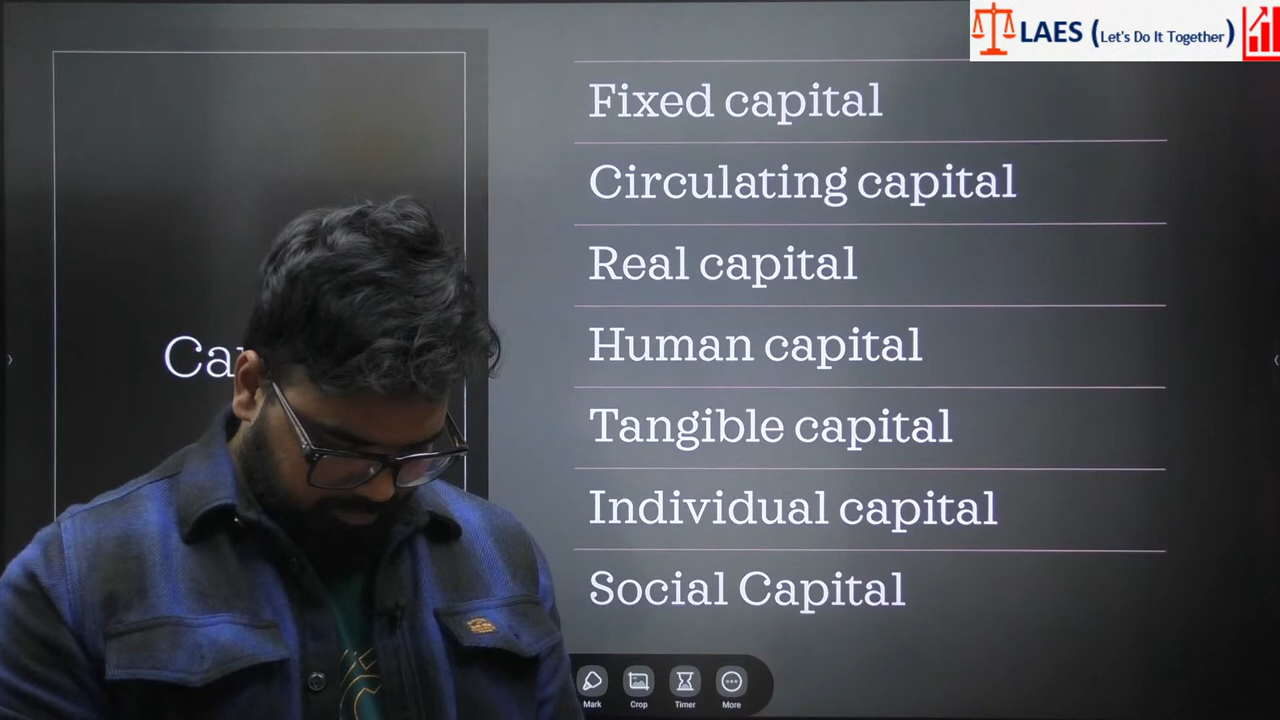 LAES (Let's Do It Together)
Fixed capital
Circulating capital
Real capital
Human capital
Tangible capital
Individual capital
Social Capital
Mark
Crop
Timer
More